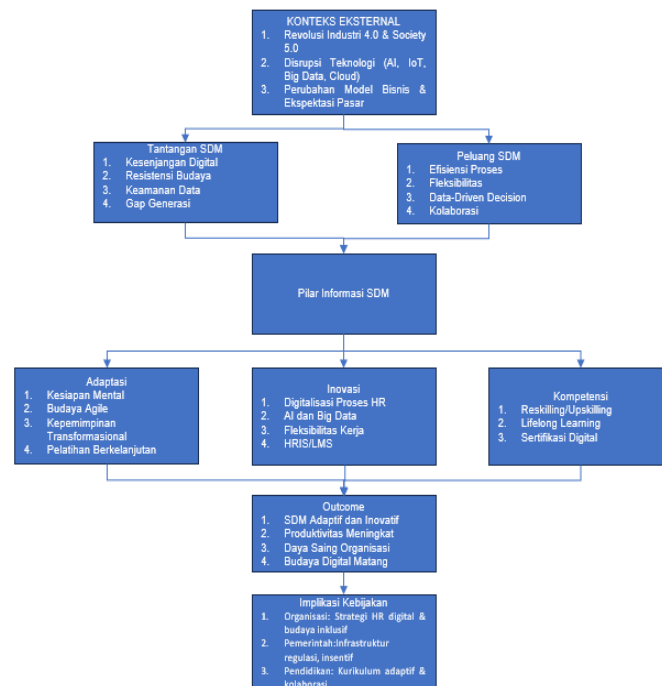 KONTEKS EKSTERNAL
1. Revolusi Industri 4.0 & Society
5.0
2. Disrupsi Teknologi (AI, IoT,
Big Data, Cloud)
3. Perubahan Model Bisnis &
Ekspektasi Pasar
Tantangan SDM
1. Kesenjangan Digital
2. Resistensi Budaya
3. Keamanan Data
4. Gap Generasi
Peluang SDM
1. Efisiensi Proses
2. Fleksibilitas
3. Data-Driven Decision
4. Kolaborasi
Pilar Informasi SDM
Adaptasi
1. Kesiapan Mental
2. Budaya Agile
3. Kepemimpinan
Transformasional
4. Pelatihan Berkelanjutan
Inovasi
1. Digitalisasi Proses HR
2. AI dan Big Data
3. Fleksibilitas Kerja
4. HRIS/LMS
Kompetensi
1. Reskilling/Upskilling
2. Lifelong Learning
3. Sertifikasi Digital
Outcome
1. SDM Adaptif dan Inovatif
2. Produktivitas Meningkat
3. Daya Saing Organisasi
4. Budaya Digital Matang
Implikasi Kebijakan
1. Organisasi: Strategi HR digital &
budaya inklusif
2. Pemerintah:Infrastruktur
regulasi, insentif
3. Pendidikan: Kurikulum adaptif &
kolaborasi